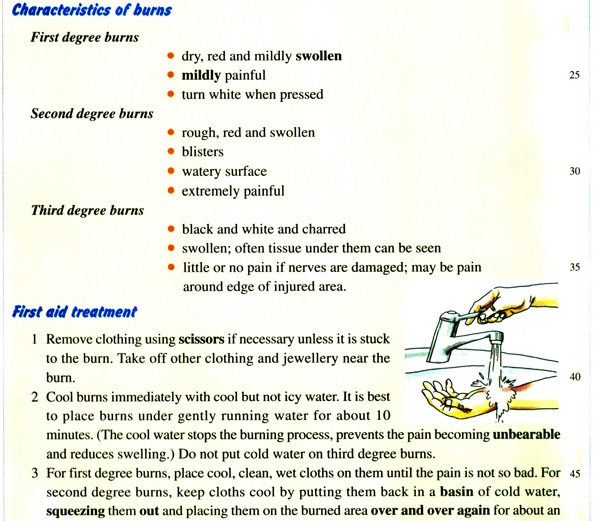 Characteristics of burns
First degree burns
• dry, red and mildly swollen
• mildly painful 25
• turn white when pressed
Second degree burns
• rough, red and swollen
• blisters
• watery surface 30
• extremely painful
Third degree burns
• black and white and charred
• swollen; often tissue under them can be seen
• little or no pain if nerves are damaged; may be pain 35
around edge of injured area.
First aid treatment
1 Remove clothing using scissors if necessary unless it is stuck
to the burn. Take off other clothing and jewellery near the
burn. 40
2 Cool burns immediately with cool but not icy water. It is best
to place burns under gently running water for about 10
minutes. (The cool water stops the burning process, prevents the pain becoming unbearable
and reduces swelling.) Do not put cold water on third degree burns.
3 For first degree burns, place cool, clean, wet cloths on them until the pain is not so bad. For 45
second degree burns, keep cloths cool by putting them back in a basin of cold water,
squeezing them out and placing them on the burned area over and over again for about an